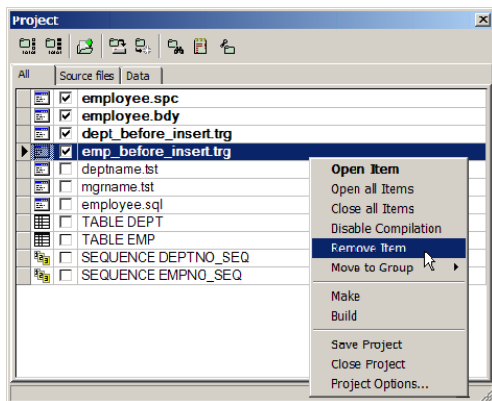 Project
All
Source files
Data
employee.spc
employee.bdy
dept_before_insert.trg
emp_before_insert.trg
deptname.tst
mgrname.tst
employee.sql
TABLE DEPT
TABLE EMP
SEQUENCE DEPTNO_SEQ
SEQUENCE EMPNO_SEQ
Open Item
Open all Items
Close all Items
Disable Compilation
Remove Item
Move to Group
Make
Build
Save Project
Close Project
Project Options...